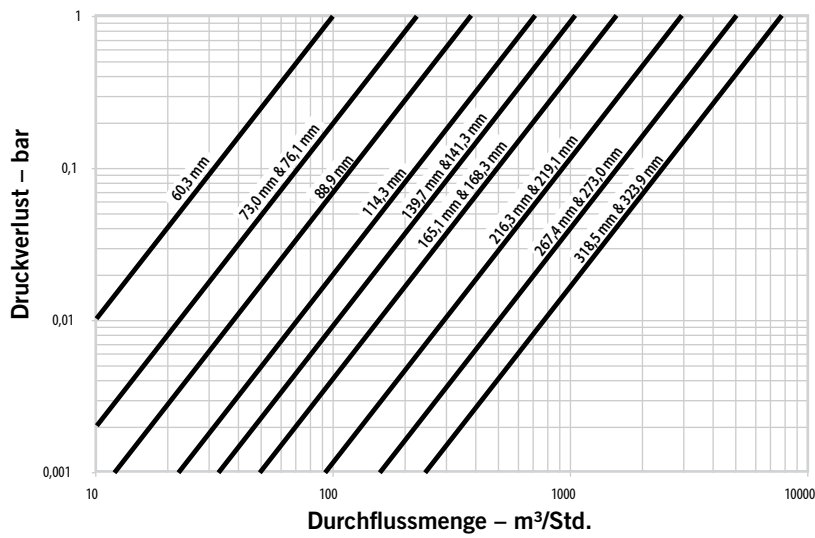 1
0,1
0,01
0,001
Druckverlust – bar
60,3 mm
73,0 mm & 76,1 mm
88,9 mm
114,3 mm
139,7 mm &141,3 mm
165,1 mm & 168,3 mm
216,3 mm & 219,1 mm
267,4 mm & 273,0 mm
318,5 mm & 323,9 mm
10
100
1000
10000
Durchflussmenge – m³/Std.